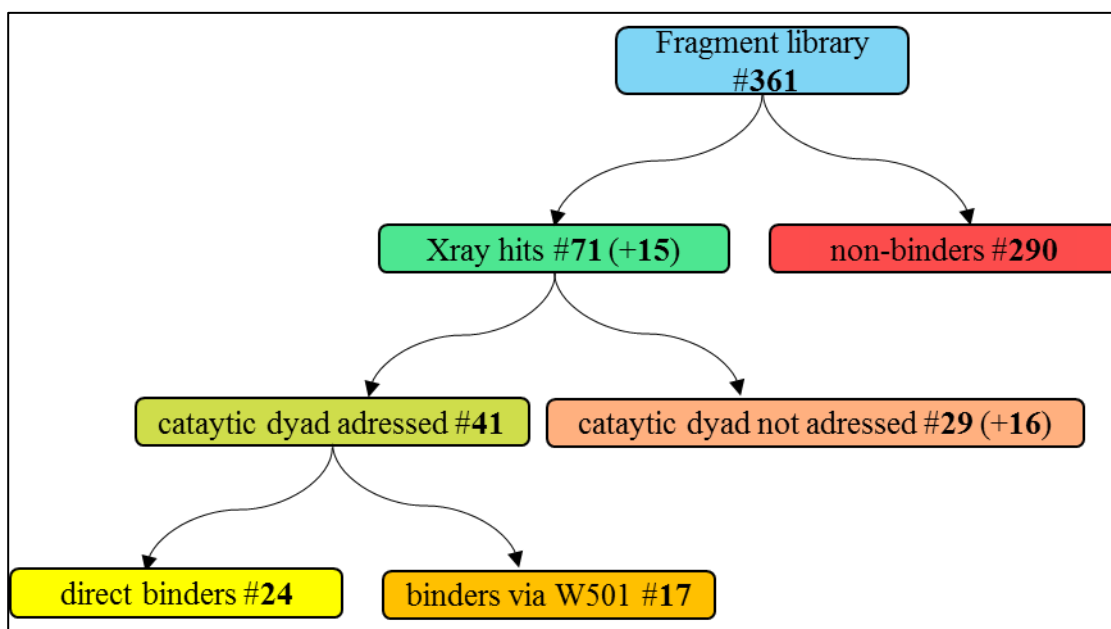 Fragment library
#361
Xray hits #71 (+15)
non-binders #290
cataytic dyad adressed #41
cataytic dyad not adressed #29 (+16)
direct binders #24
binders via W501 #17